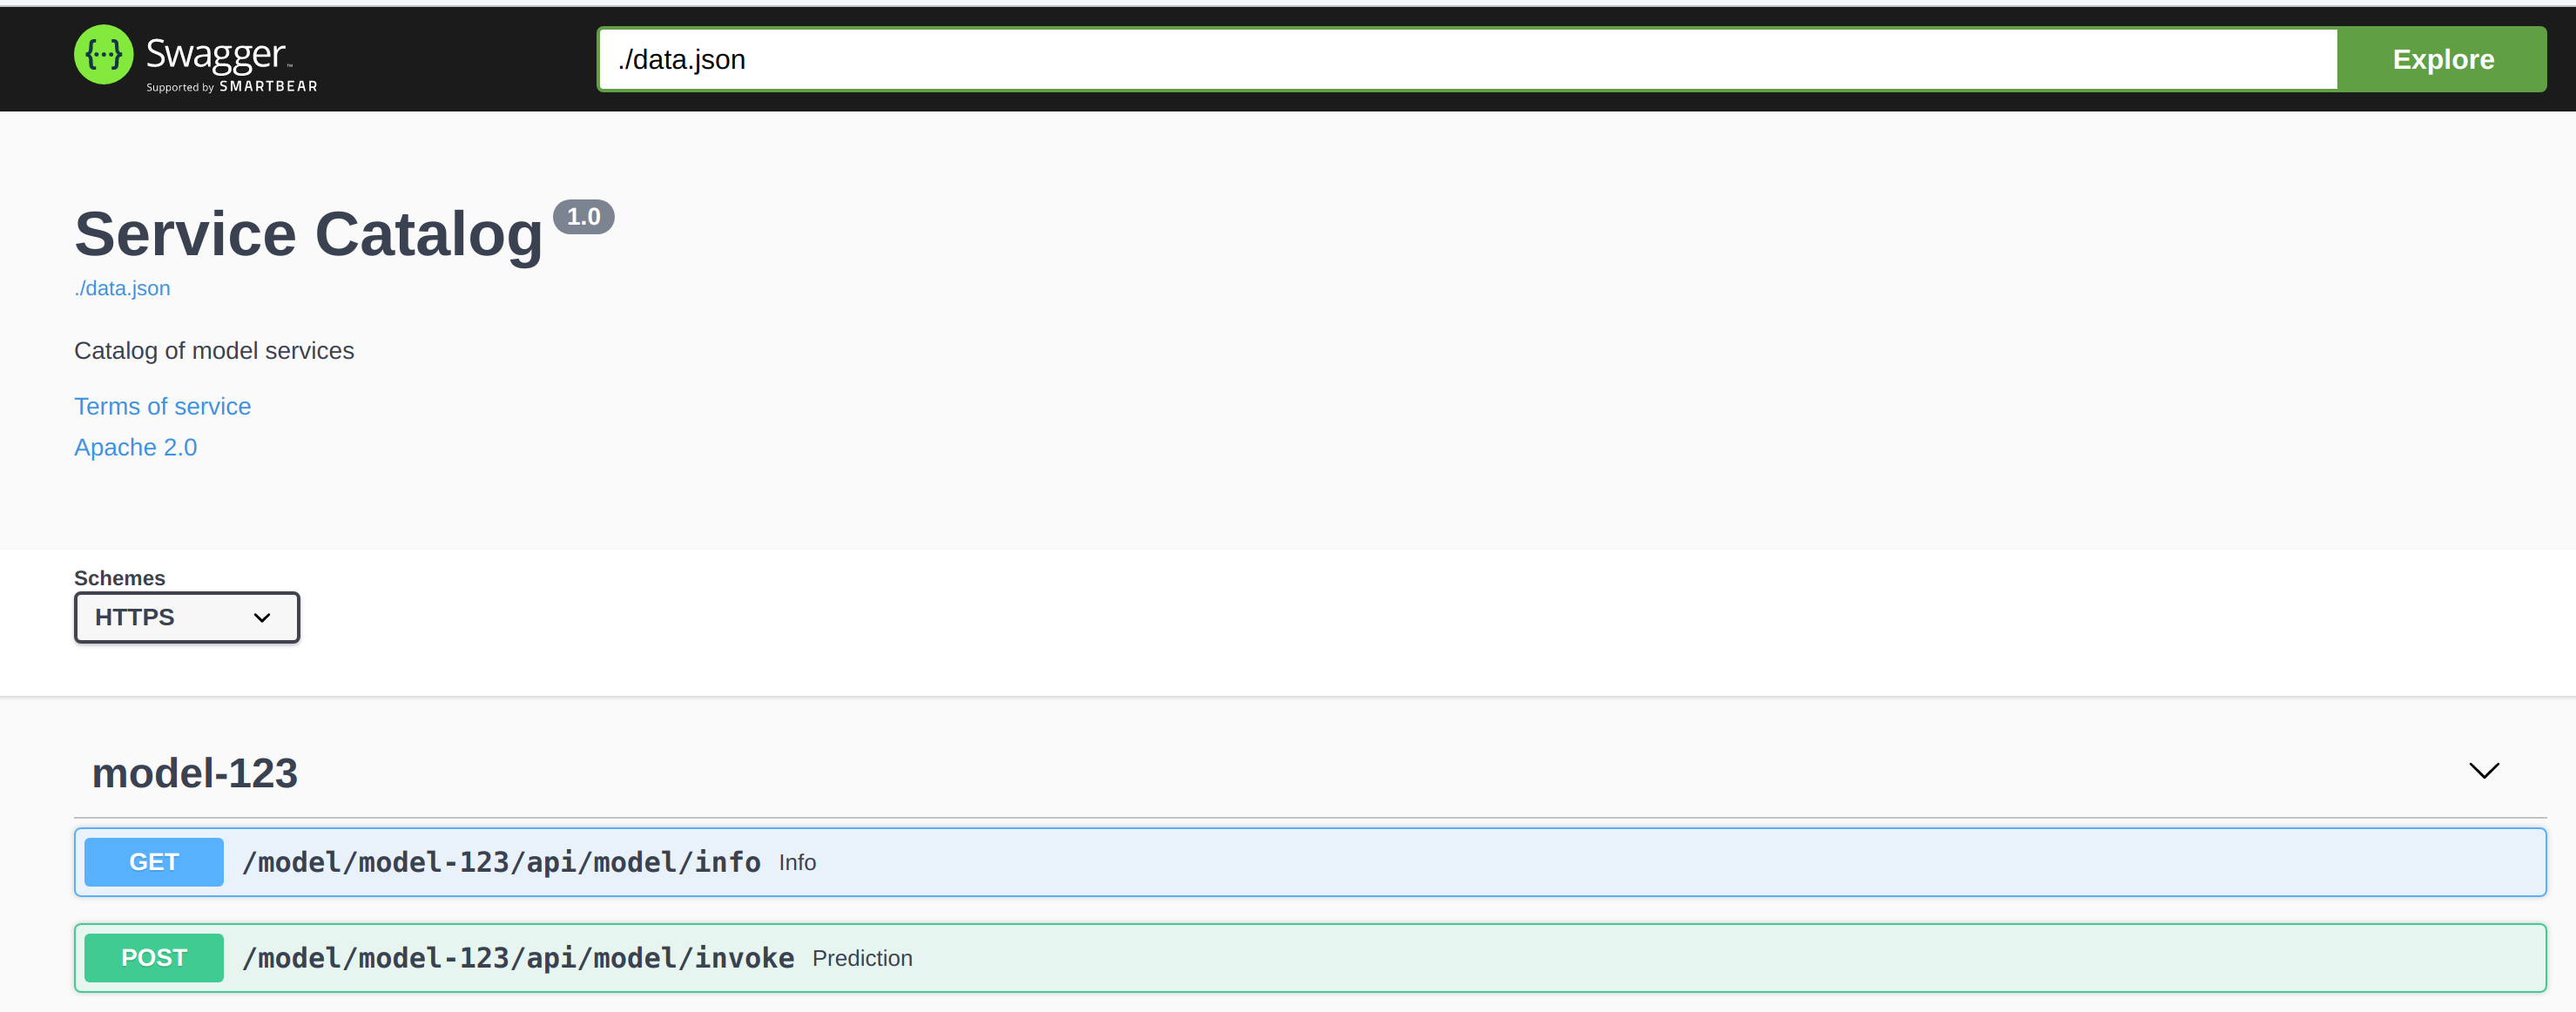 {···} Swagger™
Supported by SMARTBEAR
./data.json
Explore
Service Catalog 1.0
./data.json
Catalog of model services
Terms of service
Apache 2.0
Schemes
HTTPS
model-123
GET /model/model-123/api/model/info Info
POST /model/model-123/api/model/invoke Prediction